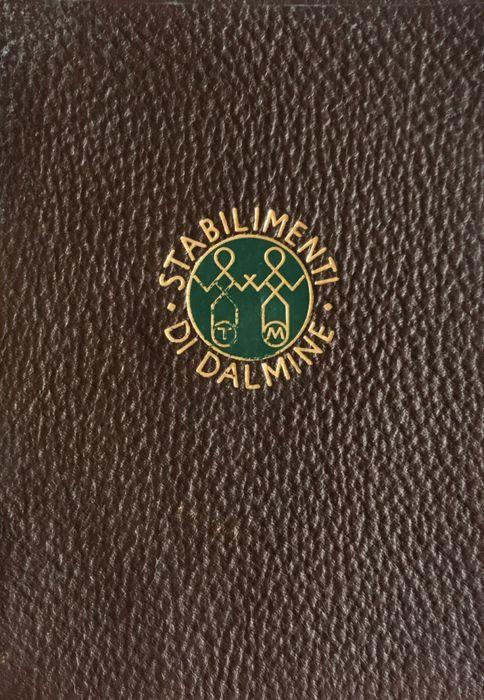 · STABILIMENTI ·
DI DALMINE
T M